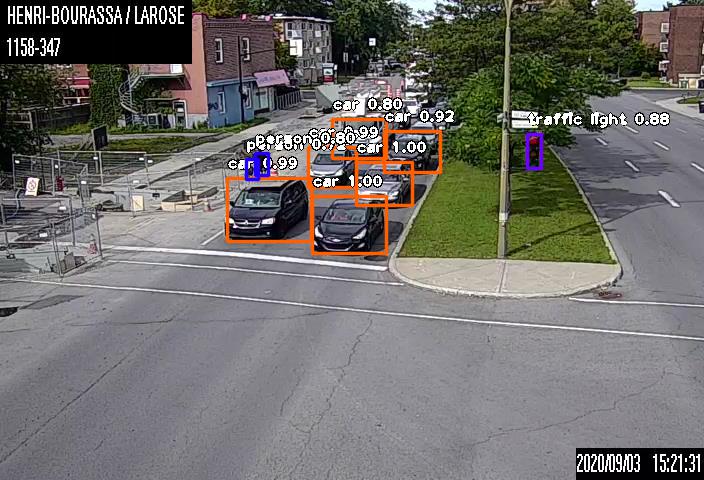 HENRI-BOURASSA / LAROSE
1158-347
car 0.80
car 0.92
traffic light 0.88
car 1.00
car 0.99
car 1.00
2020/09/03 15:21:31